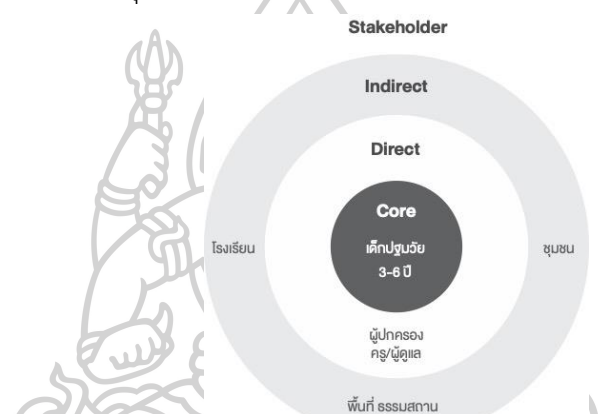 Stakeholder
Indirect
Direct
Core
เด็กปฐมวัย
3-6 ปี
โรงเรียน
ชุมชน
ผู้ปกครอง
ครู/ผู้ดูแล
พื้นที่ ธรรมสถาน